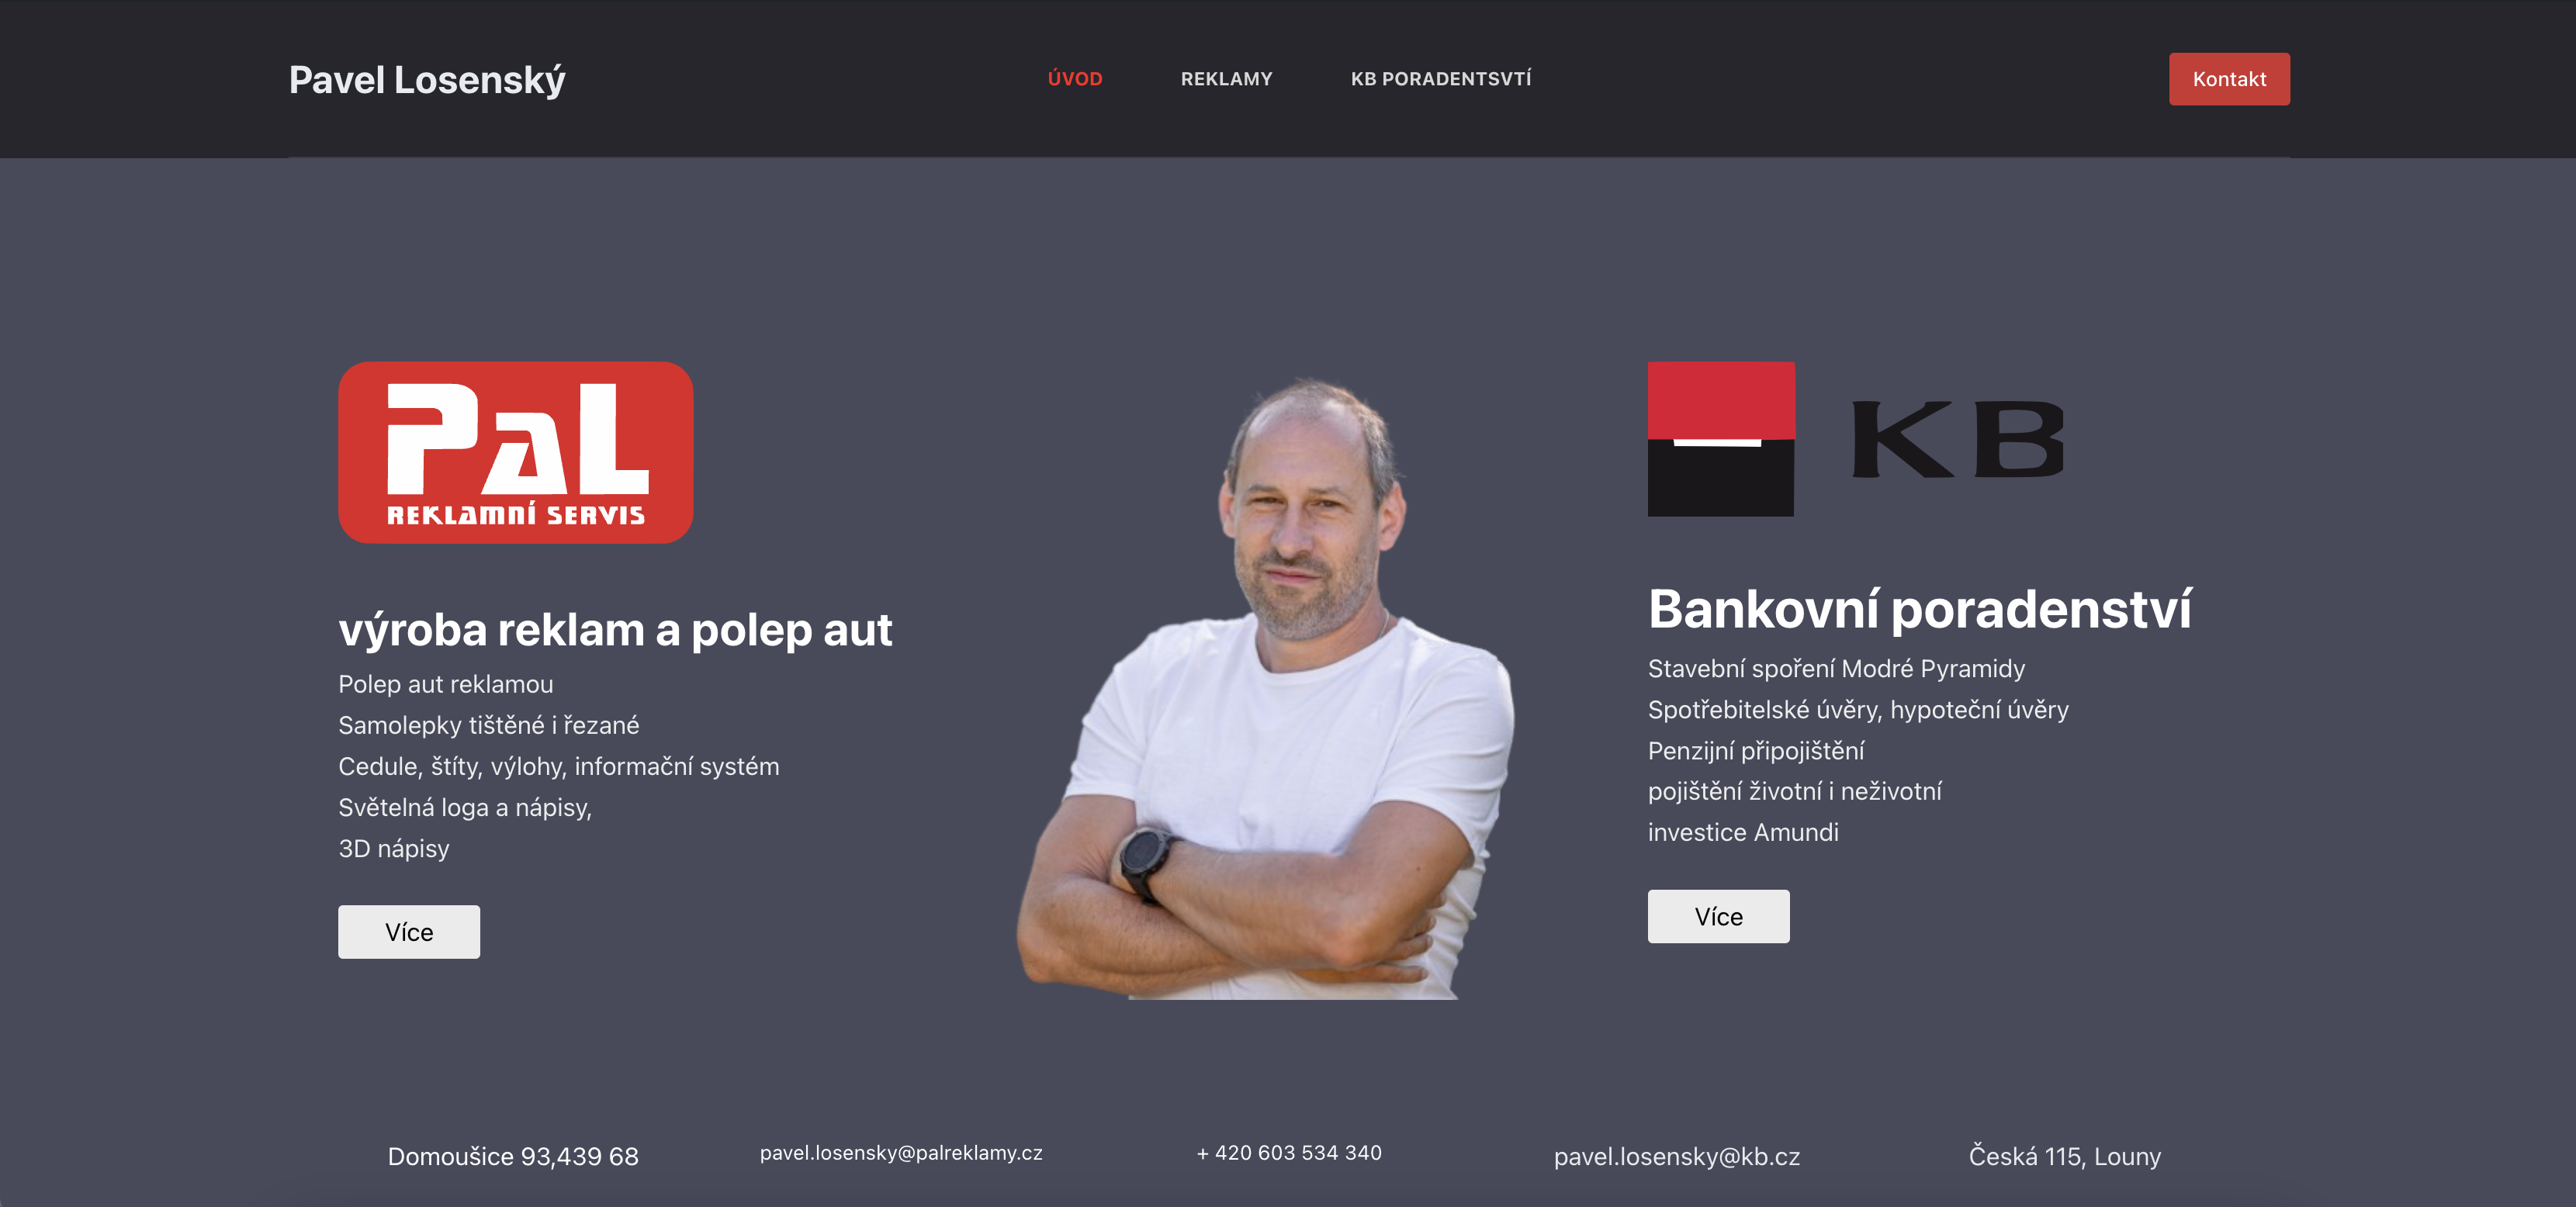 Pavel Losenský
ÚVOD
REKLAMY
KB PORADENTSVTÍ
Kontakt
PaL
REKLAMNÍ SERVIS
výroba reklam a polep aut
Polep aut reklamou
Samolepky tištěné i řezané
Cedule, štíty, výlohy, informační systém
Světelná loga a nápisy,
3D nápisy
Více
KB
Bankovní poradenství
Stavební spoření Modré Pyramidy
Spotřebitelské úvěry, hypoteční úvěry
Penzijní připojištění
pojištění životní i neživotní
investice Amundi
Více
Domoušice 93,439 68
pavel.losensky@palreklamy.cz
+ 420 603 534 340
pavel.losensky@kb.cz
Česká 115, Louny